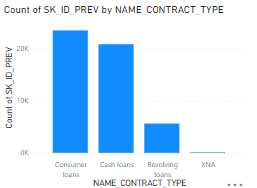 Count of SK_ID_PREV by NAME_CONTRACT_TYPE
Count of SK_ID_PREV
20K
10K
0K
Consumer
loans
Cash loans
Revolving
loans
XNA
NAME_CONTRACT_TYPE